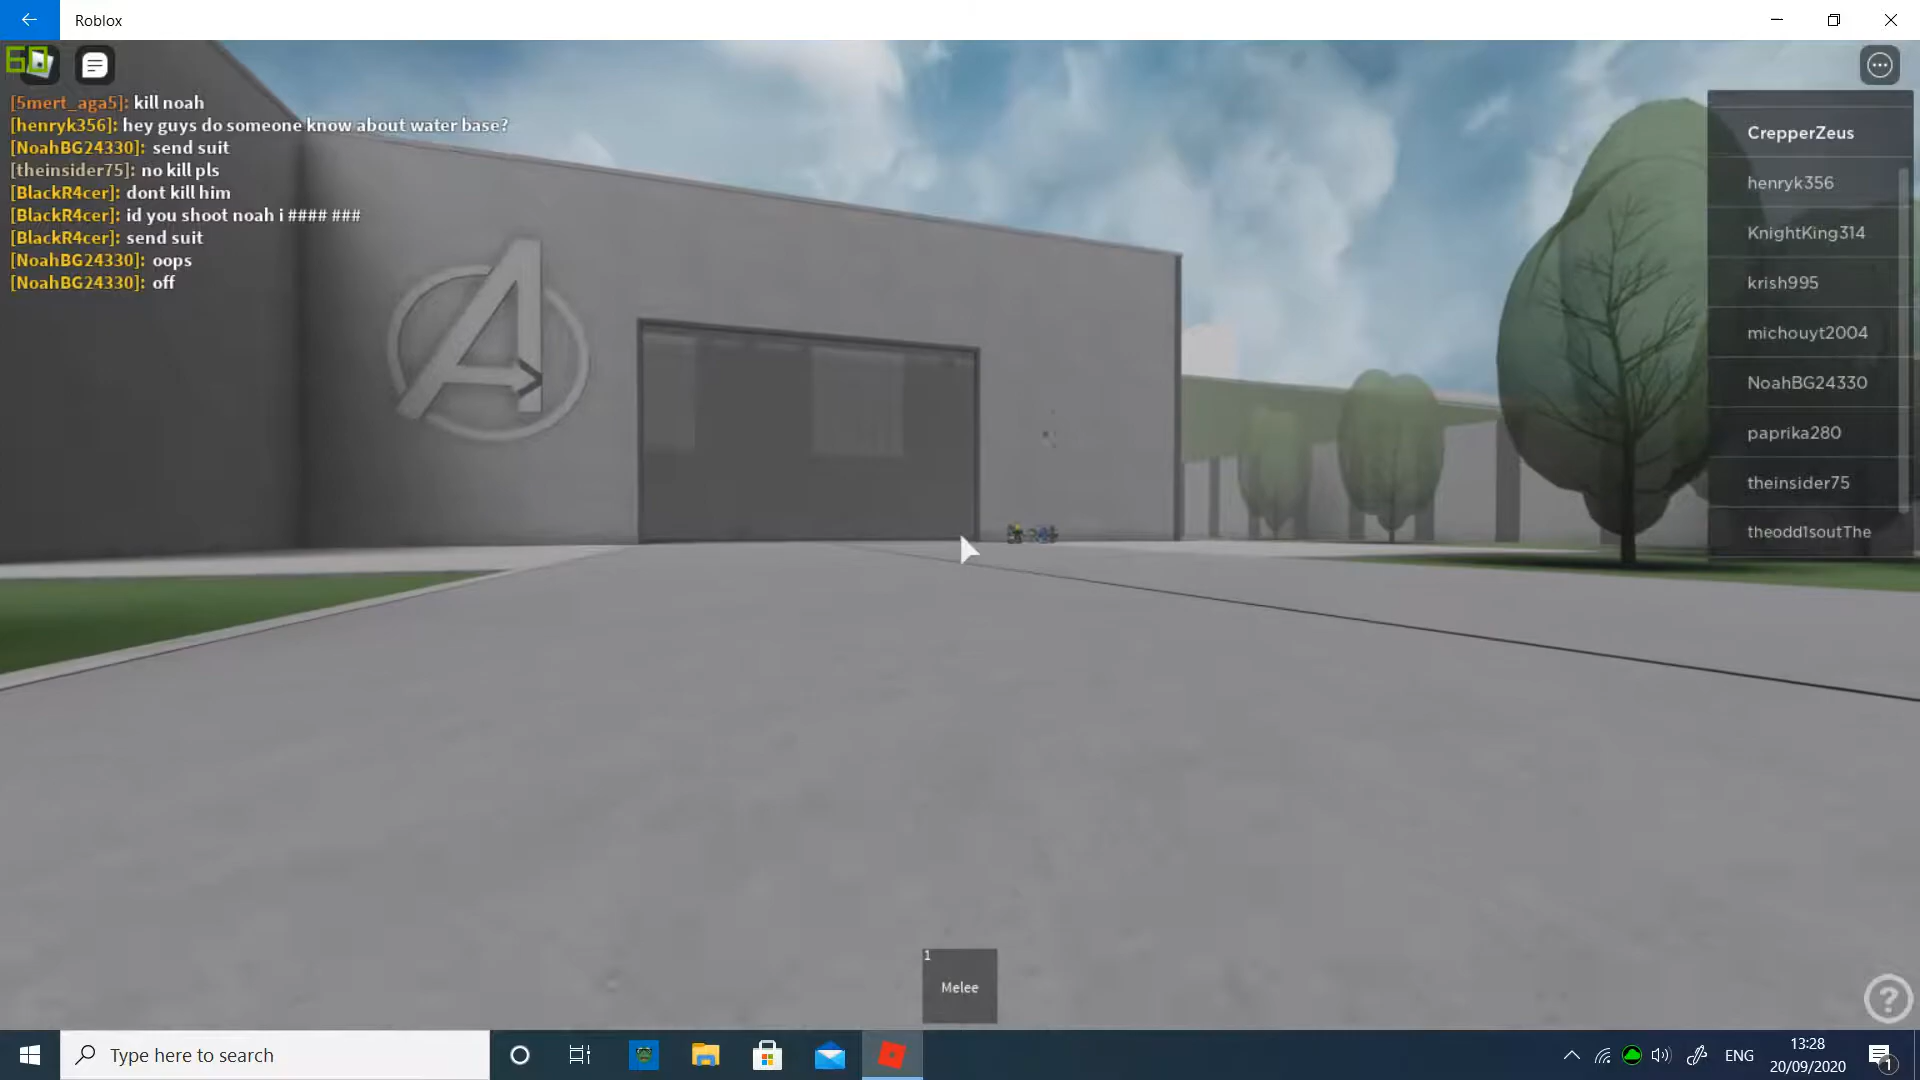 Roblox
60
[5mert_aga5]: kill noah
[henryk356]: hey guys do someone know about water base?
[NoahBG24330]: send suit
[theinsider75]: no kill pls
[BlackR4cer]: dont kill him
[BlackR4cer]: id you shoot noah i #### ###
[BlackR4cer]: send suit
[NoahBG24330]: oops
[NoahBG24330]: off
CrepperZeus
henryk356
KnightKing314
krish995
michouyt2004
NoahBG24330
paprika280
theinsider75
theodd1soutThe
A
1
Melee
?
Type here to search
ENG
13:28
20/09/2020
1